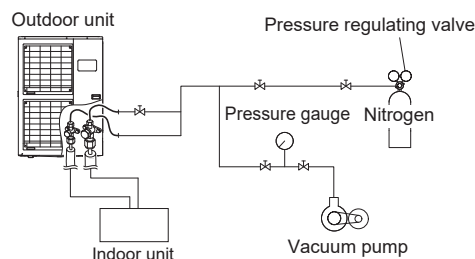 Outdoor unit
Pressure regulating valve
Pressure gauge
Nitrogen
Indoor unit
Vacuum pump